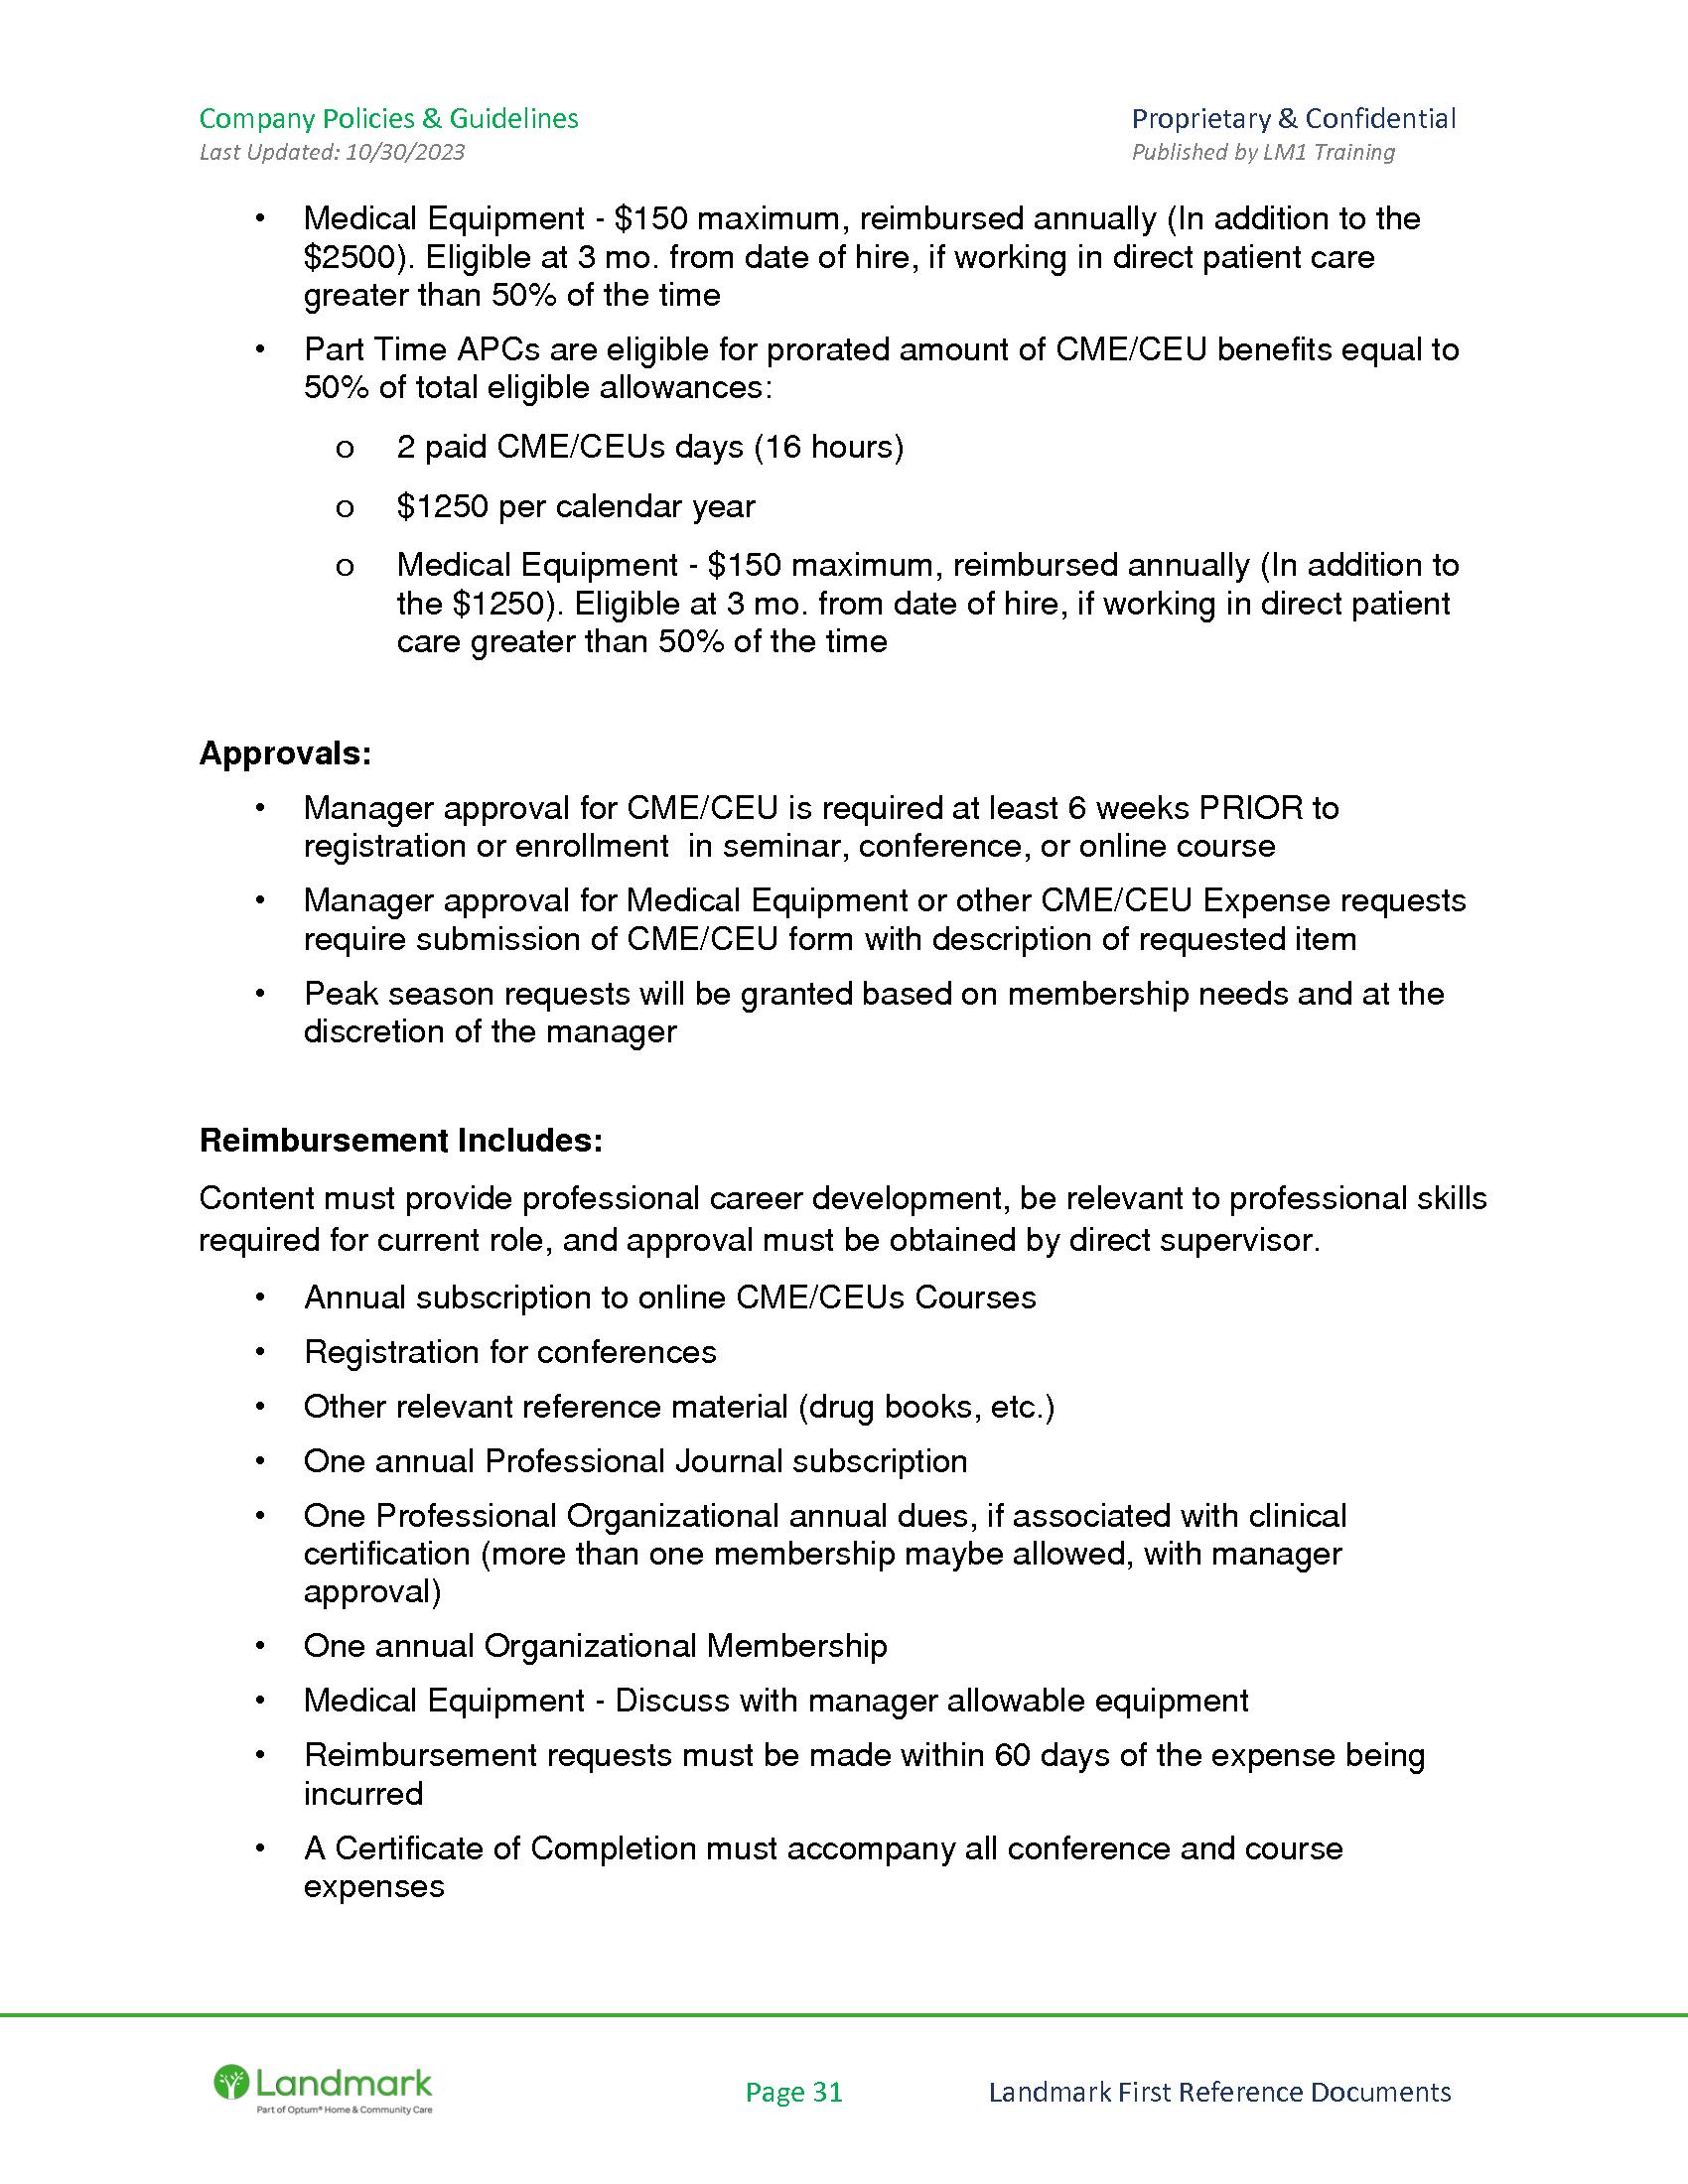 Company Policies & Guidelines
Proprietary & Confidential
Last Updated: 10/30/2023
Published by LM1 Training
• Medical Equipment - $150 maximum, reimbursed annually (In addition to the
$2500). Eligible at 3 mo. from date of hire, if working in direct patient care
greater than 50% of the time
• Part Time APCs are eligible for prorated amount of CME/CEU benefits equal to
50% of total eligible allowances:
o 2 paid CME/CEUs days (16 hours)
o $1250 per calendar year
o Medical Equipment - $150 maximum, reimbursed annually (In addition to
the $1250). Eligible at 3 mo. from date of hire, if working in direct patient
care greater than 50% of the time
Approvals:
• Manager approval for CME/CEU is required at least 6 weeks PRIOR to
registration or enrollment  in seminar, conference, or online course
• Manager approval for Medical Equipment or other CME/CEU Expense requests
require submission of CME/CEU form with description of requested item
• Peak season requests will be granted based on membership needs and at the
discretion of the manager
Reimbursement Includes:
Content must provide professional career development, be relevant to professional skills
required for current role, and approval must be obtained by direct supervisor.
• Annual subscription to online CME/CEUs Courses
• Registration for conferences
• Other relevant reference material (drug books, etc.)
• One annual Professional Journal subscription
• One Professional Organizational annual dues, if associated with clinical
certification (more than one membership maybe allowed, with manager
approval)
• One annual Organizational Membership
• Medical Equipment - Discuss with manager allowable equipment
• Reimbursement requests must be made within 60 days of the expense being
incurred
• A Certificate of Completion must accompany all conference and course
expenses
Landmark
Part of Optum® Home & Community Care
Page 31
Landmark First Reference Documents